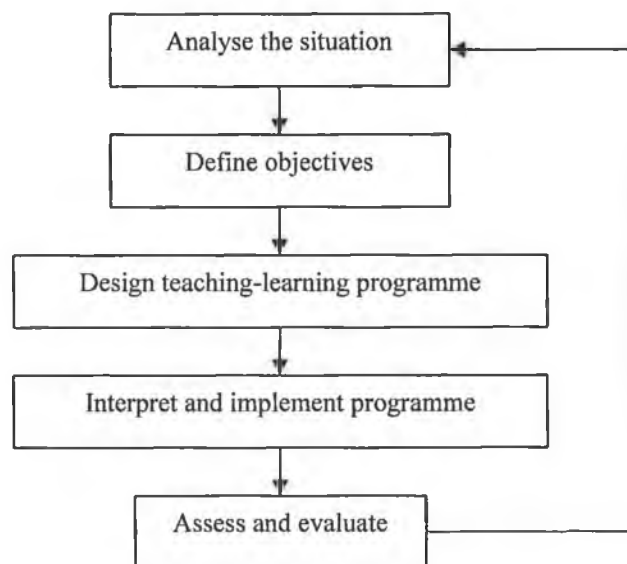 Analyse the situation
Define objectives
Design teaching-learning programme
Interpret and implement programme
Assess and evaluate